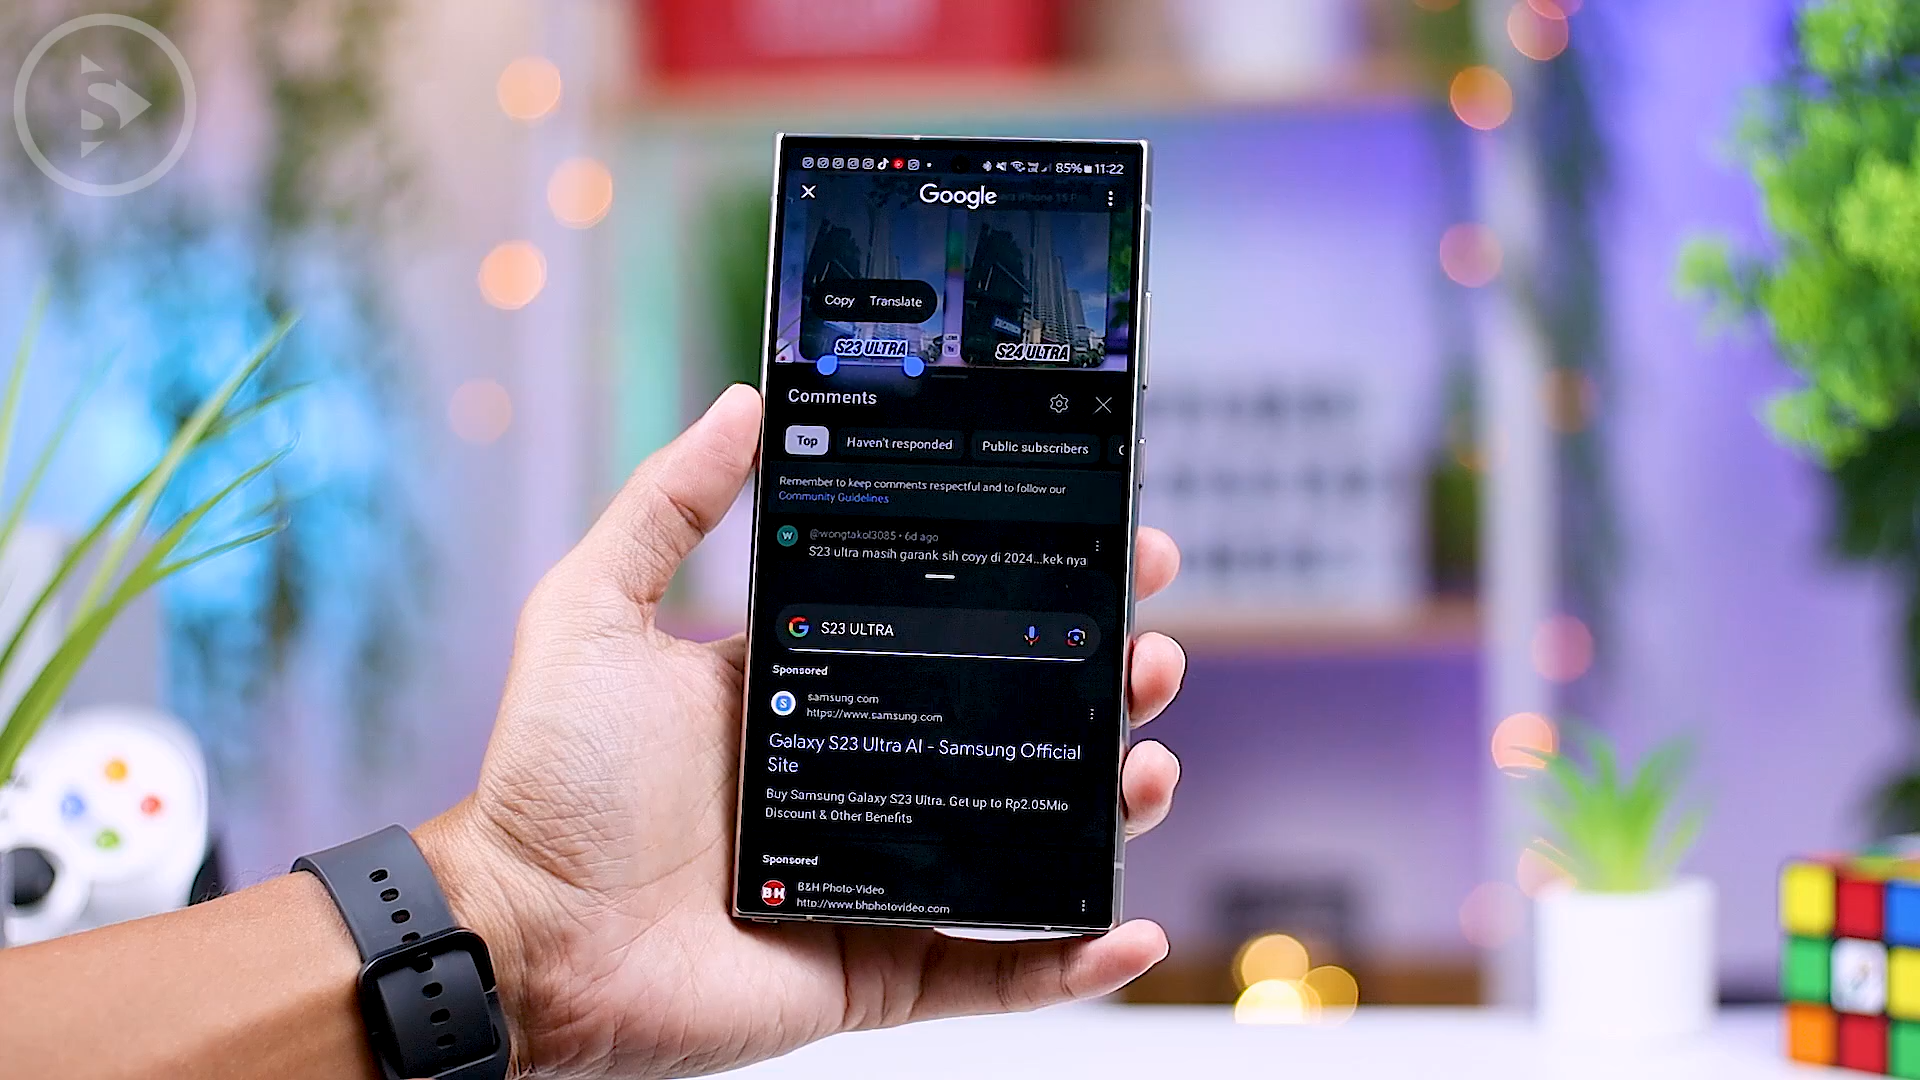 85% 11:22
Google
Copy Translate
S23 ULTRA
S24 ULTRA
Comments
Top Haven't responded Public subscribers
Remember to keep comments respectful and to follow our
Community Guidelines
W
@wongtakol3085 • 6d ago
S23 ultra masih garank sih coyy di 2024...kek nya
S23 ULTRA
Sponsored
samsung.com
https://www.samsung.com
Galaxy S23 Ultra AI - Samsung Official
Site
Buy Samsung Galaxy S23 Ultra. Get up to Rp2.05Mio
Discount & Other Benefits
Sponsored
BH
B&H Photo-Video
http://www.bhphotovideo.com